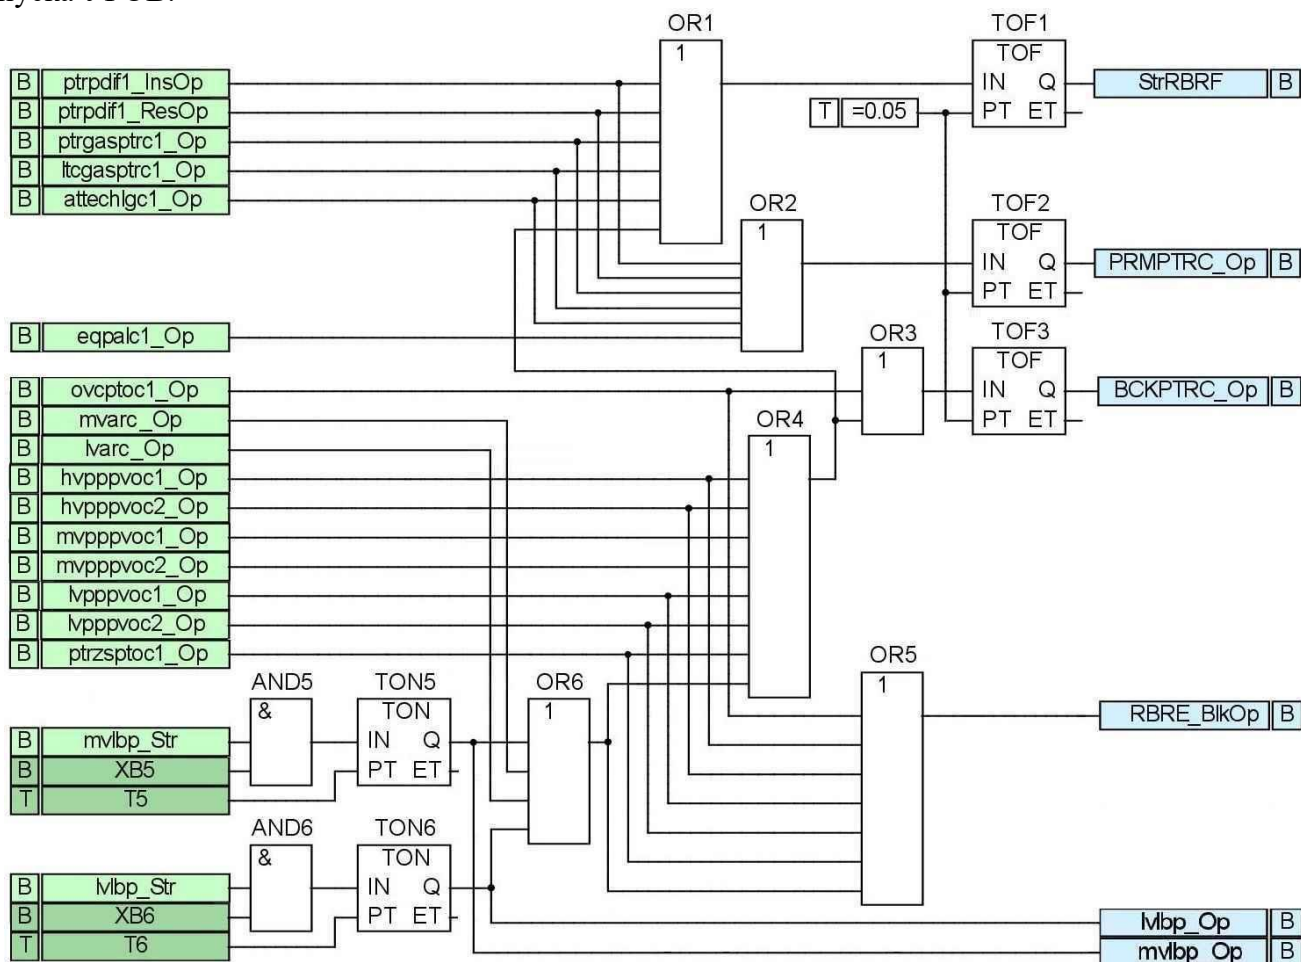 OR1 TOF1
1 TOF
B ptrpdif1_InsOp IN Q StrRBRF B
B ptrpdif1_ResOp T =0.05 PT ET
B ptrgasptrc1_Op
B ltcgasptrc1_Op
B attechlgc1_Op OR2 TOF2
1 TOF
IN Q PRMPTRC_Op B
PT ET
B eqpalc1_Op OR3 TOF3
1 TOF
B ovcptoc1_Op IN Q BCKPTRC_Op B
B mvarc_Op OR4 PT ET
B lvarc_Op 1
B hvpppvoc1_Op
B hvpppvoc2_Op
B mvpppvoc1_Op
B mvpppvoc2_Op
B lvpppvoc1_Op
B lvpppvoc2_Op
B ptrzsptoc1_Op OR5
AND5 TON5 OR6 1
& TON 1 RBRE_BlkOp B
B mvlbp_Str IN Q
B XB5 PT ET
T T5
AND6 TON6
& TON
B lvlbp_Str IN Q
B XB6 PT ET lvlbp_Op B
T T6 mvlbp_Op B